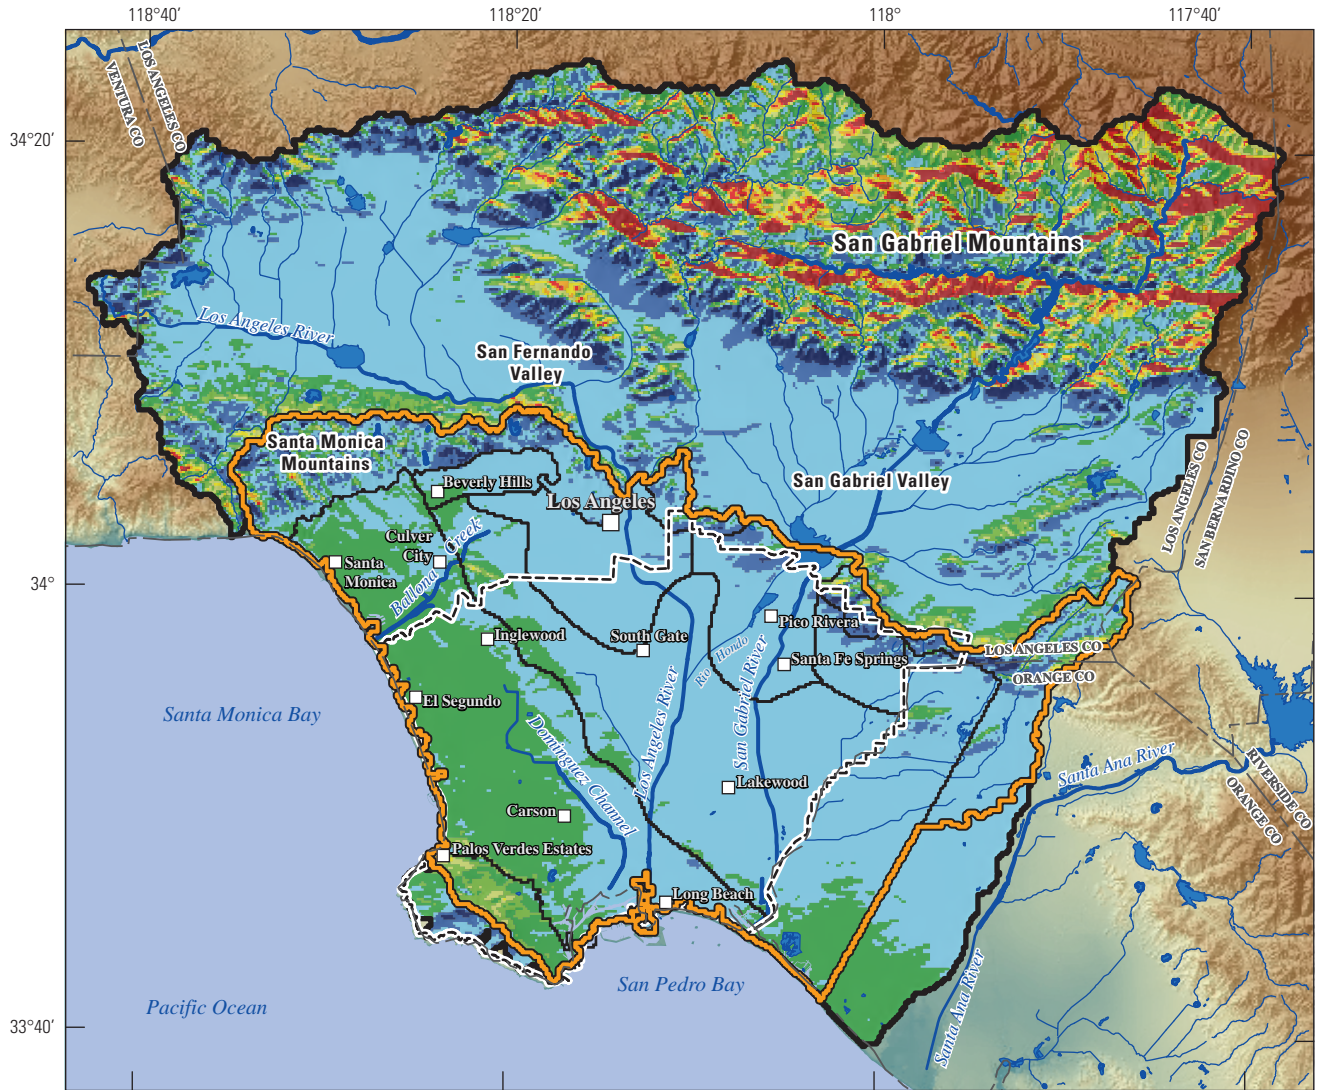 118°40'
118°20'
118°
117°40'
LOS ANGELES CO
VENTURA CO
34°20'
San Gabriel Mountains
Los Angeles River
San Fernando
Valley
Santa Monica
Mountains
San Gabriel Valley
LOS ANGELES CO
SAN BERNARDINO CO
Beverly Hills
Los Angeles
Culver
City
Ballona Creek
Santa
Monica
34°
Inglewood
South Gate
Pico Rivera
Rio Hondo
Santa Fe Springs
LOS ANGELES CO
ORANGE CO
El Segundo
Santa Monica Bay
Dominguez Channel
Los Angeles River
San Gabriel River
Lakewood
Santa Ana River
RIVERSIDE CO
ORANGE CO
Carson
Palos Verdes Estates
Long Beach
San Pedro Bay
Pacific Ocean
Santa Ana River
33°40'